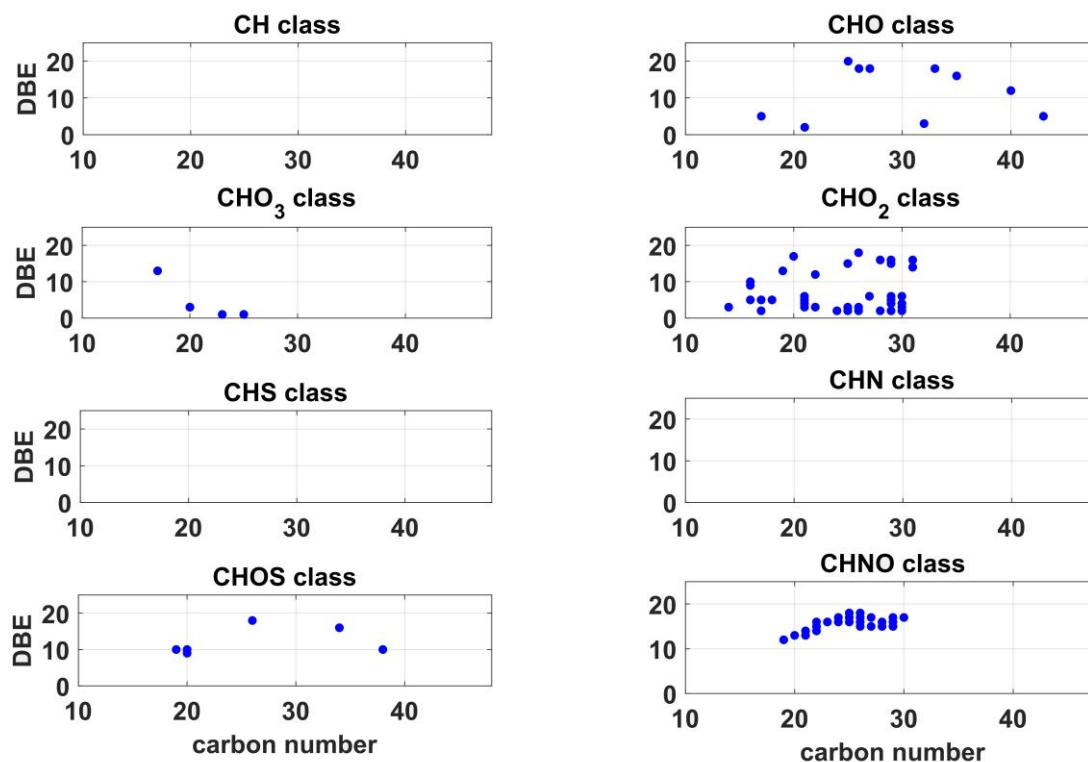 CH class
DBE
20
10
0
10 20 30 40
CHO class
20
10
0
10 20 30 40
CHO3 class
DBE
20
10
0
10 20 30 40
CHO2 class
20
10
0
10 20 30 40
CHS class
DBE
20
10
0
10 20 30 40
CHN class
20
10
0
10 20 30 40
CHOS class
DBE
20
10
0
10 20 30 40
carbon number
CHNO class
20
10
0
10 20 30 40
carbon number